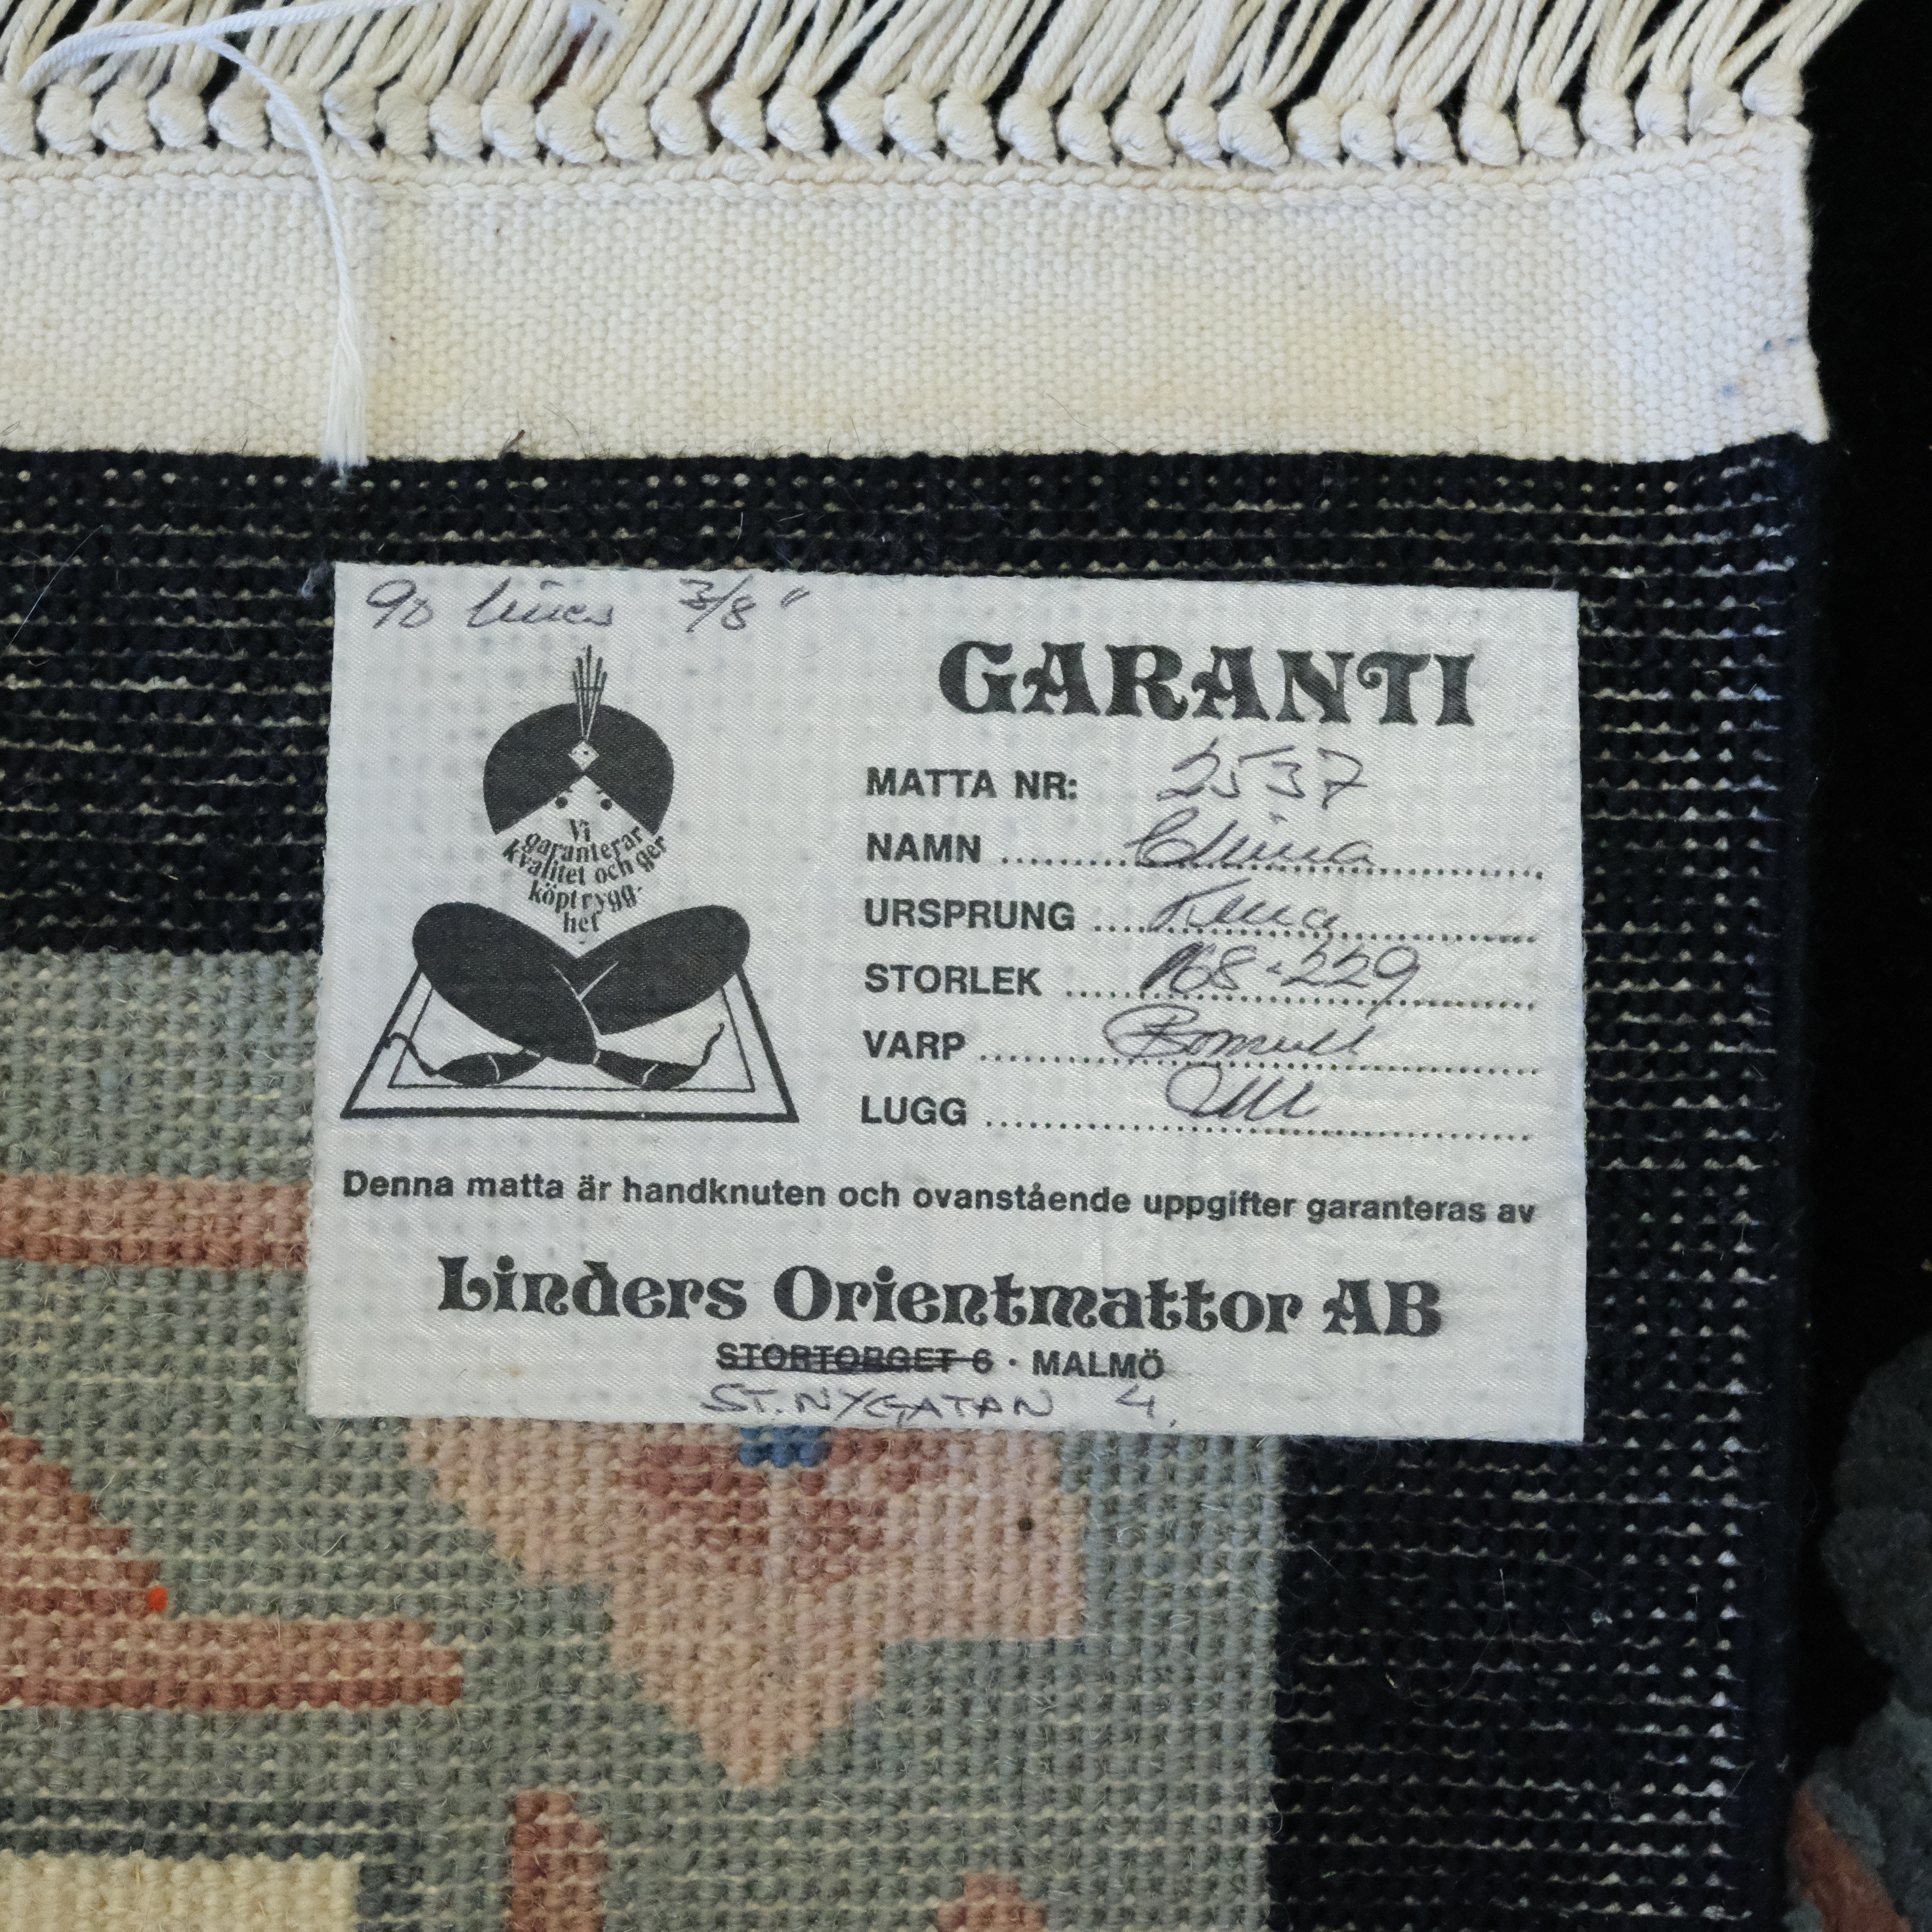 90 lines 3/8"
GARANTI
Vi
garanterar
kvalitet och ger
köptrygg-
het
MATTA NR: 2537
NAMN China
URSPRUNG Kina
STORLEK 168 × 229
VARP Bomull
LUGG Ull
Denna matta är handknuten och ovanstående uppgifter garanteras av
Linders Orientmattor AB
STORTORGET 6 · MALMÖ
ST. NYGATAN 4.